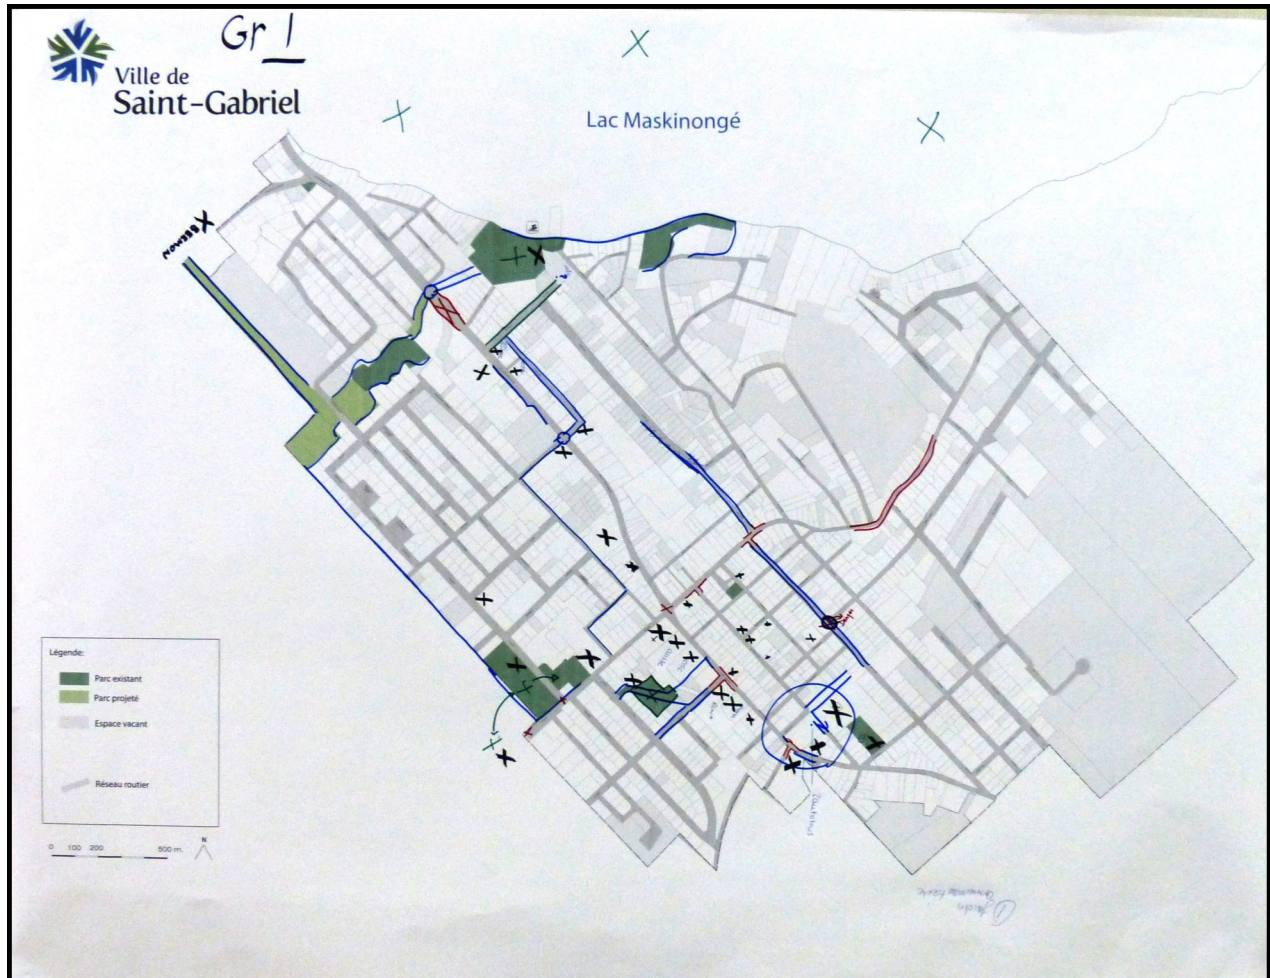 Gr 1
Ville de
Saint-Gabriel
Lac Maskinongé
Légende:
Parc existant
Parc projeté
Espace vacant
Réseau routier
0 100 200 500 m.
N
Jardin